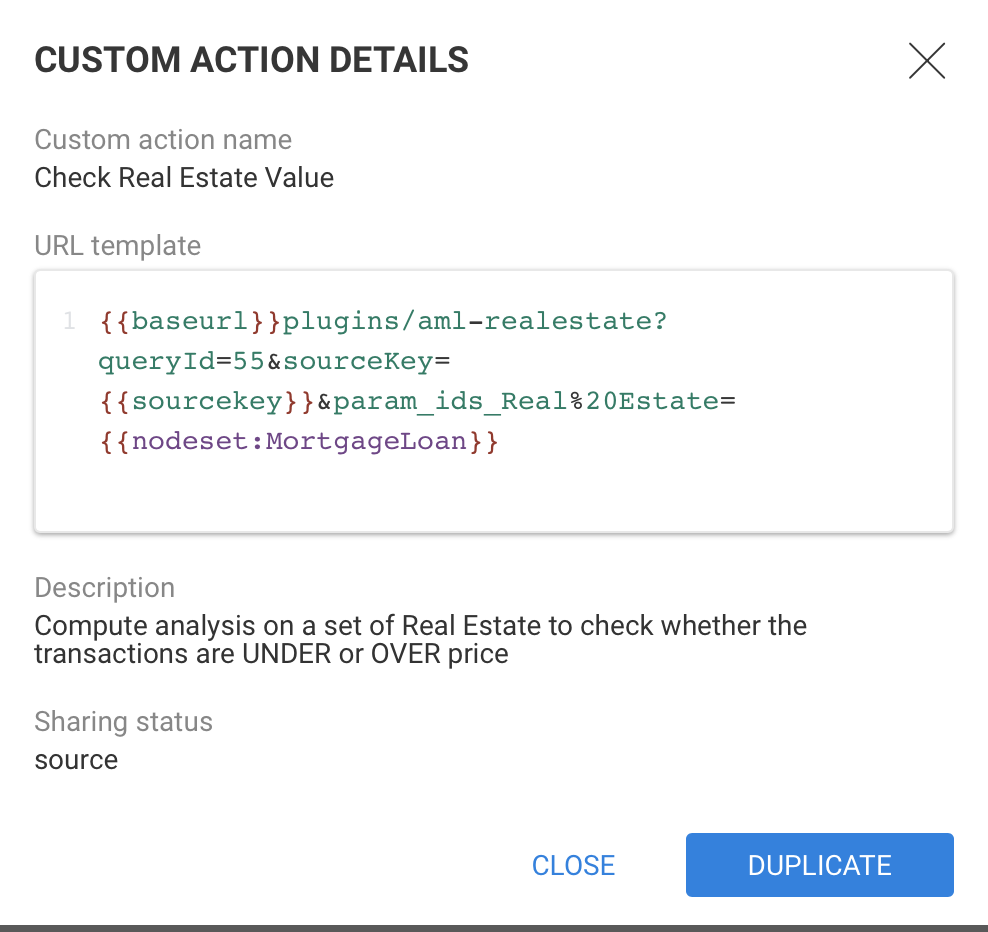 CUSTOM ACTION DETAILS
Custom action name
Check Real Estate Value
URL template
1 {{baseurl}}plugins/aml-realestate?
queryId=55&sourceKey=
{{sourcekey}}&param_ids_Real%20Estate=
{{nodeset:MortgageLoan}}
Description
Compute analysis on a set of Real Estate to check whether the
transactions are UNDER or OVER price
Sharing status
source
CLOSE DUPLICATE